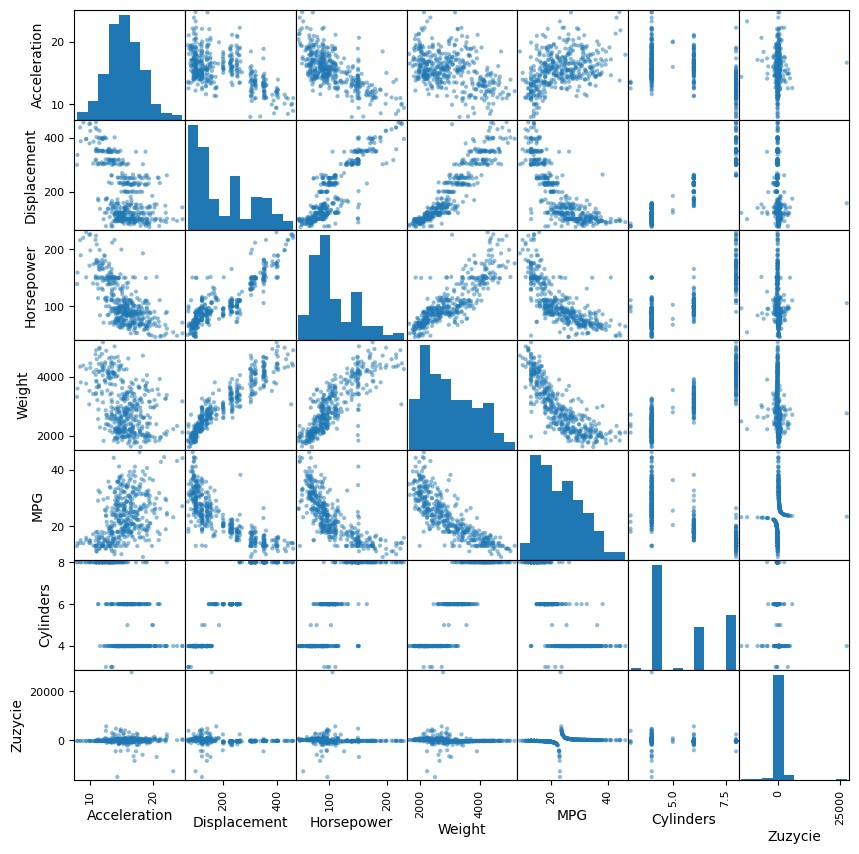 Acceleration
20
10
Displacement
400
200
Horsepower
200
100
Weight
4000
2000
MPG
40
20
Cylinders
8
6
4
Zuzycie
20000
0
10 20 200 400 100 200 2000 4000 20 40 5.0 7.5 0 25000
Acceleration Displacement Horsepower Weight MPG Cylinders Zuzycie